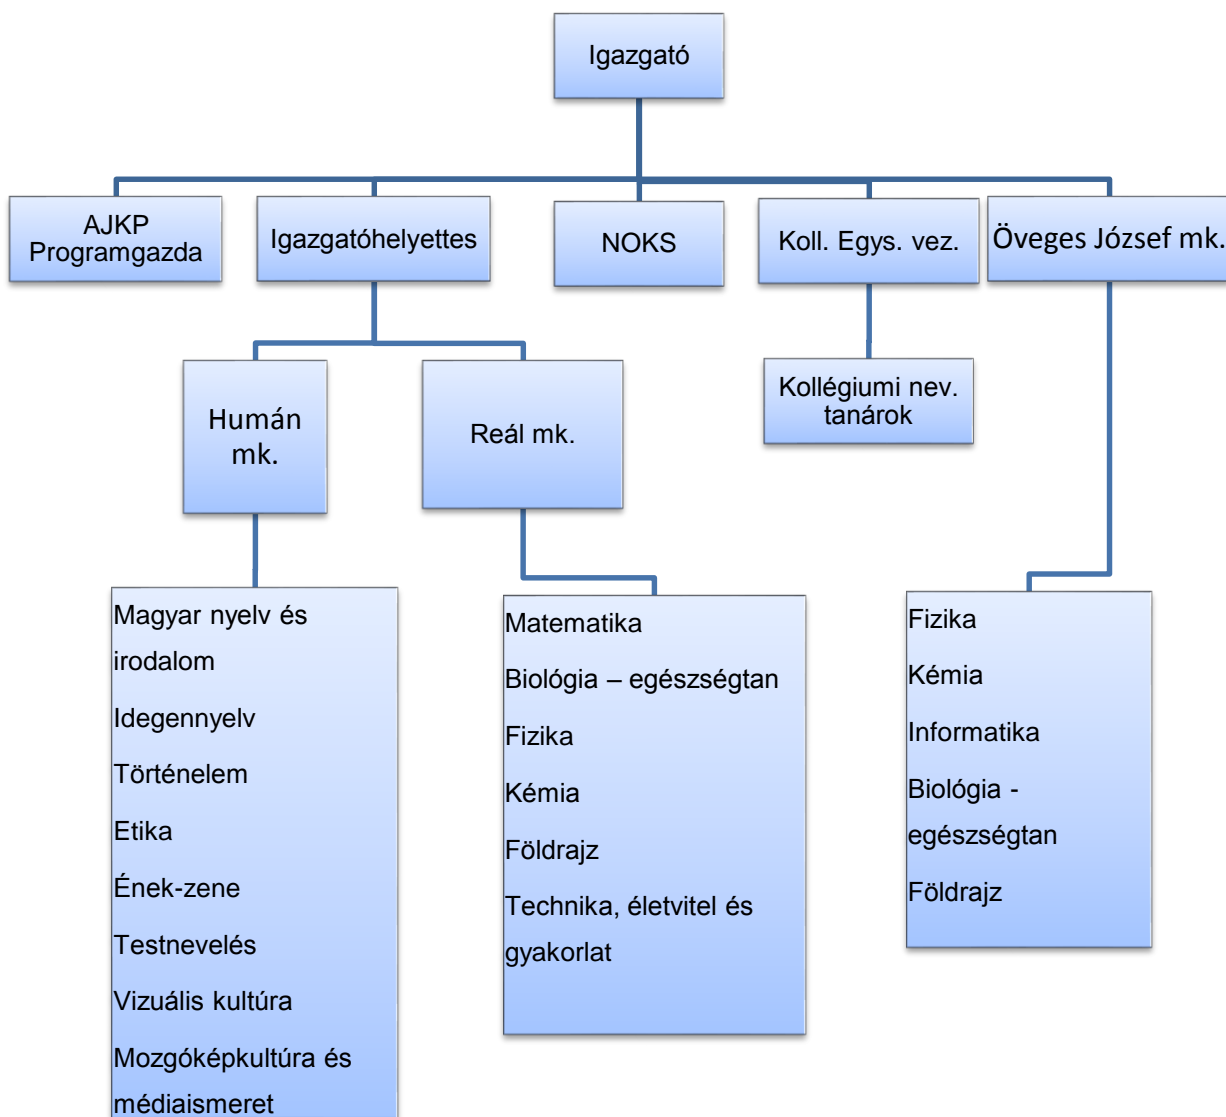 Igazgató
AJKP
Programgazda
Igazgatóhelyettes
NOKS
Koll. Egys. vez.
Öveges József mk.
Humán
mk.
Reál mk.
Kollégiumi nev.
tanárok
Magyar nyelv és
irodalom
Idegennyelv
Történelem
Etika
Ének-zene
Testnevelés
Vizuális kultúra
Mozgóképkultúra és
médiaismeret
Matematika
Biológia – egészségtan
Fizika
Kémia
Földrajz
Technika, életvitel és
gyakorlat
Fizika
Kémia
Informatika
Biológia -
egészségtan
Földrajz